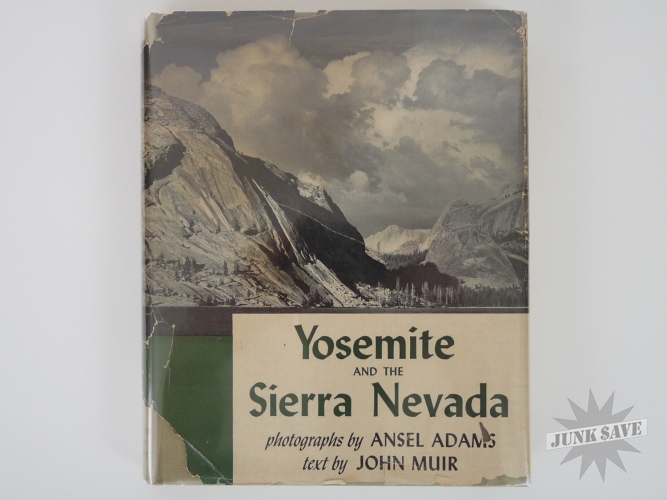 Yosemite
AND THE
Sierra Nevada
photographs by ANSEL ADAMS
text by JOHN MUIR
JUNK SAVE